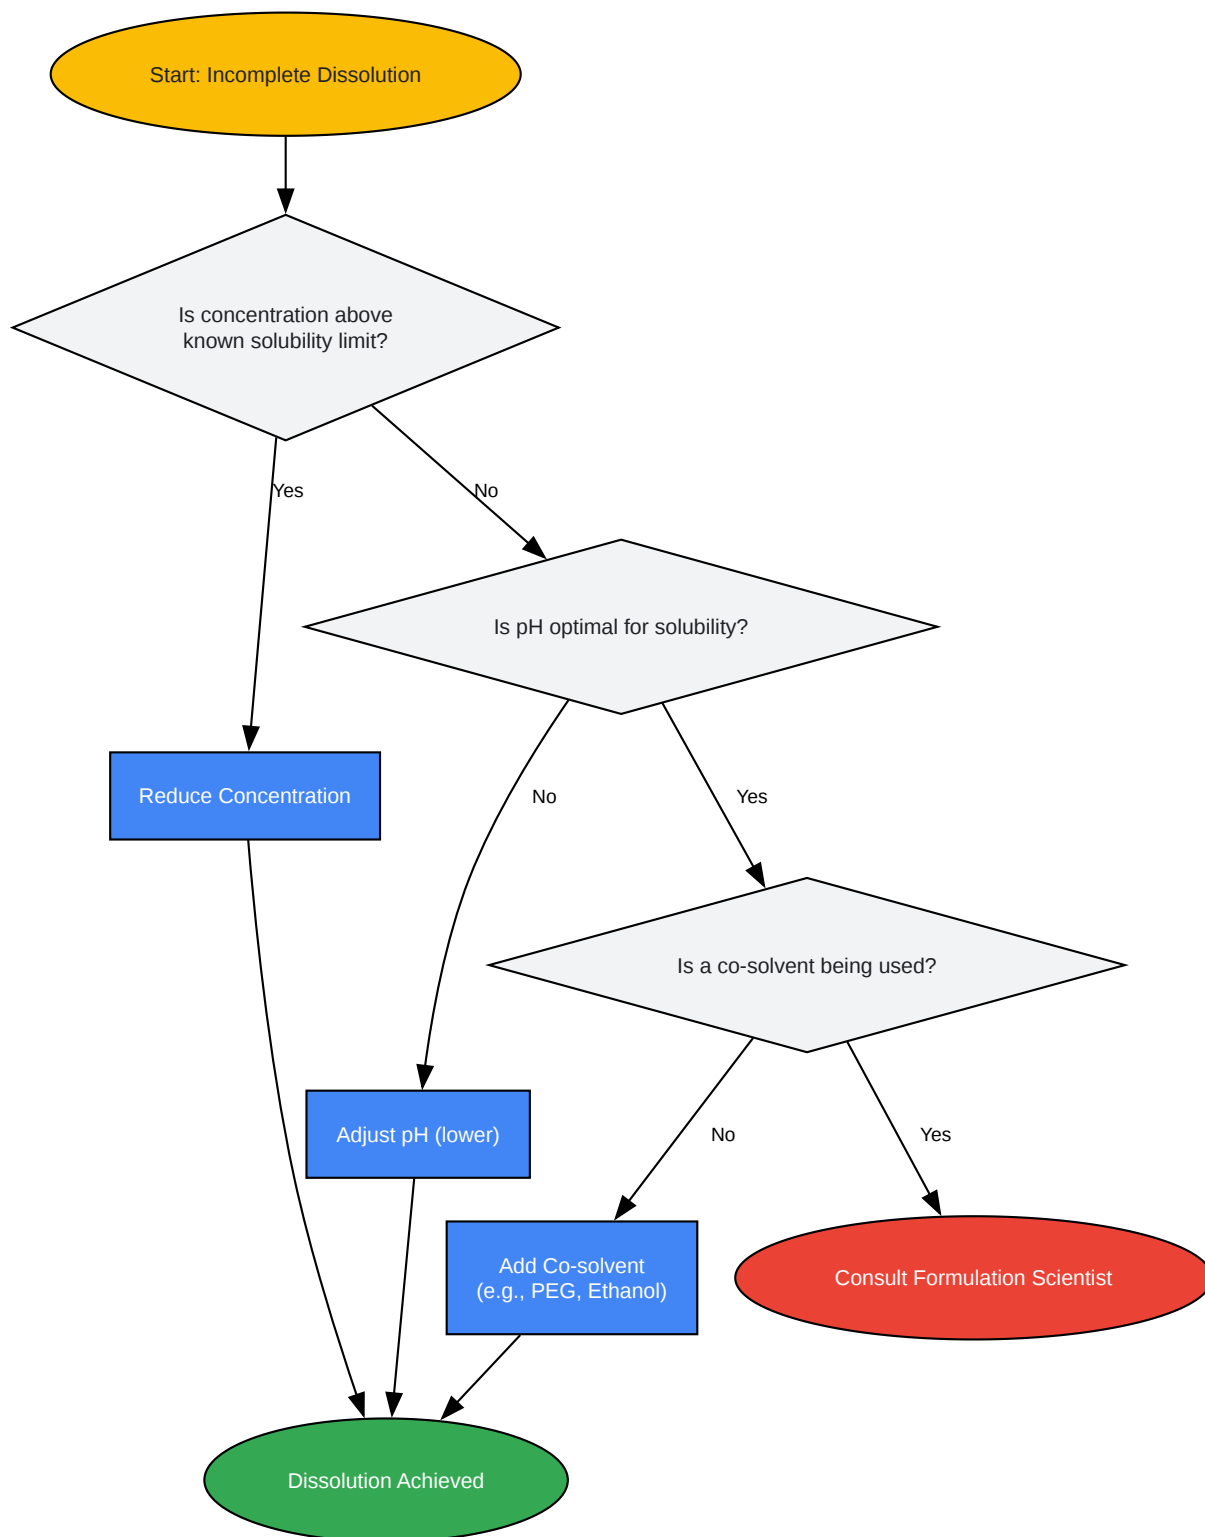 Start: Incomplete Dissolution
Is concentration above
known solubility limit?
Yes
No
Is pH optimal for solubility?
Reduce Concentration
No
Yes
Is a co-solvent being used?
Adjust pH (lower)
No
Yes
Add Co-solvent
(e.g., PEG, Ethanol)
Consult Formulation Scientist
Dissolution Achieved